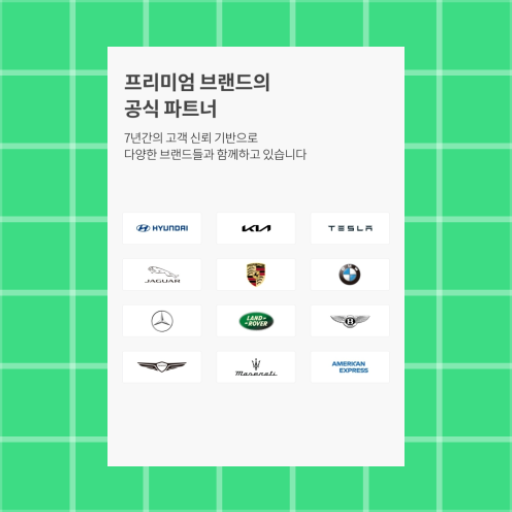 프리미엄 브랜드의
공식 파트너
7년간의 고객 신뢰 기반으로
다양한 브랜드들과 함께하고 있습니다
HYUNDAI KIA TESLA
JAGUAR
LAND-
-ROVER B
Maserati AMERICAN
EXPRESS